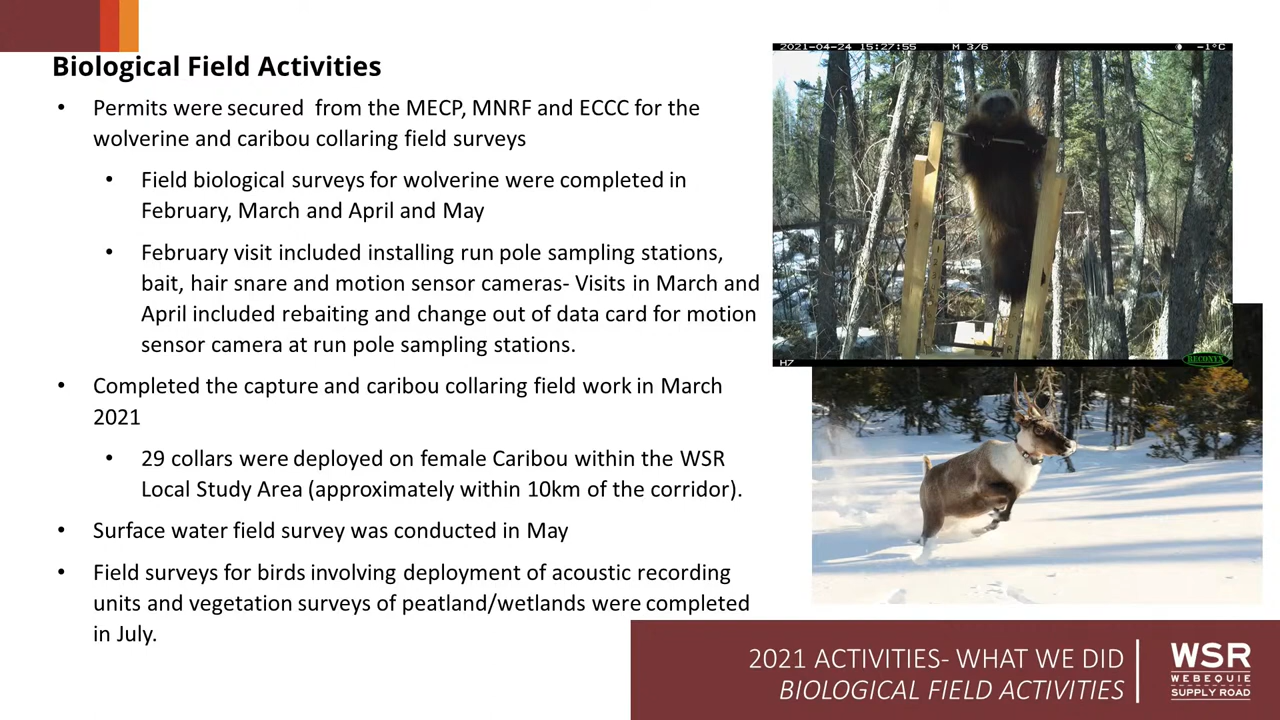 Biological Field Activities
• Permits were secured from the MECP, MNRF and ECCC for the
wolverine and caribou collaring field surveys
• Field biological surveys for wolverine were completed in
February, March and April and May
• February visit included installing run pole sampling stations,
bait, hair snare and motion sensor cameras- Visits in March and
April included rebaiting and change out of data card for motion
sensor camera at run pole sampling stations.
• Completed the capture and caribou collaring field work in March
2021
• 29 collars were deployed on female Caribou within the WSR
Local Study Area (approximately within 10km of the corridor).
• Surface water field survey was conducted in May
• Field surveys for birds involving deployment of acoustic recording
units and vegetation surveys of peatland/wetlands were completed
in July.
2021-04-24 15:27:55 M 3/6 -1°C
H7 RECONYX
2021 ACTIVITIES- WHAT WE DID
BIOLOGICAL FIELD ACTIVITIES
WSR
WEBEQUIE
SUPPLY ROAD